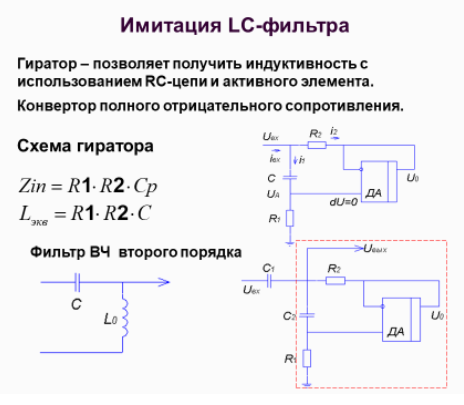 Имитация LC-фильтра
Гиратор – позволяет получить индуктивность с
использованием RC-цепи и активного элемента.
Конвертор полного отрицательного сопротивления.
Схема гиратора
Zin = R1· R2· Cp
Lэкв = R1· R2· C
Uвх
R2
i2
iвх
i1
C
UA
R1
dU=0
ДА
U0
Фильтр ВЧ второго порядка
C
L0
Uвых
C1
R2
Uвх
C2
U0
ДА
R1